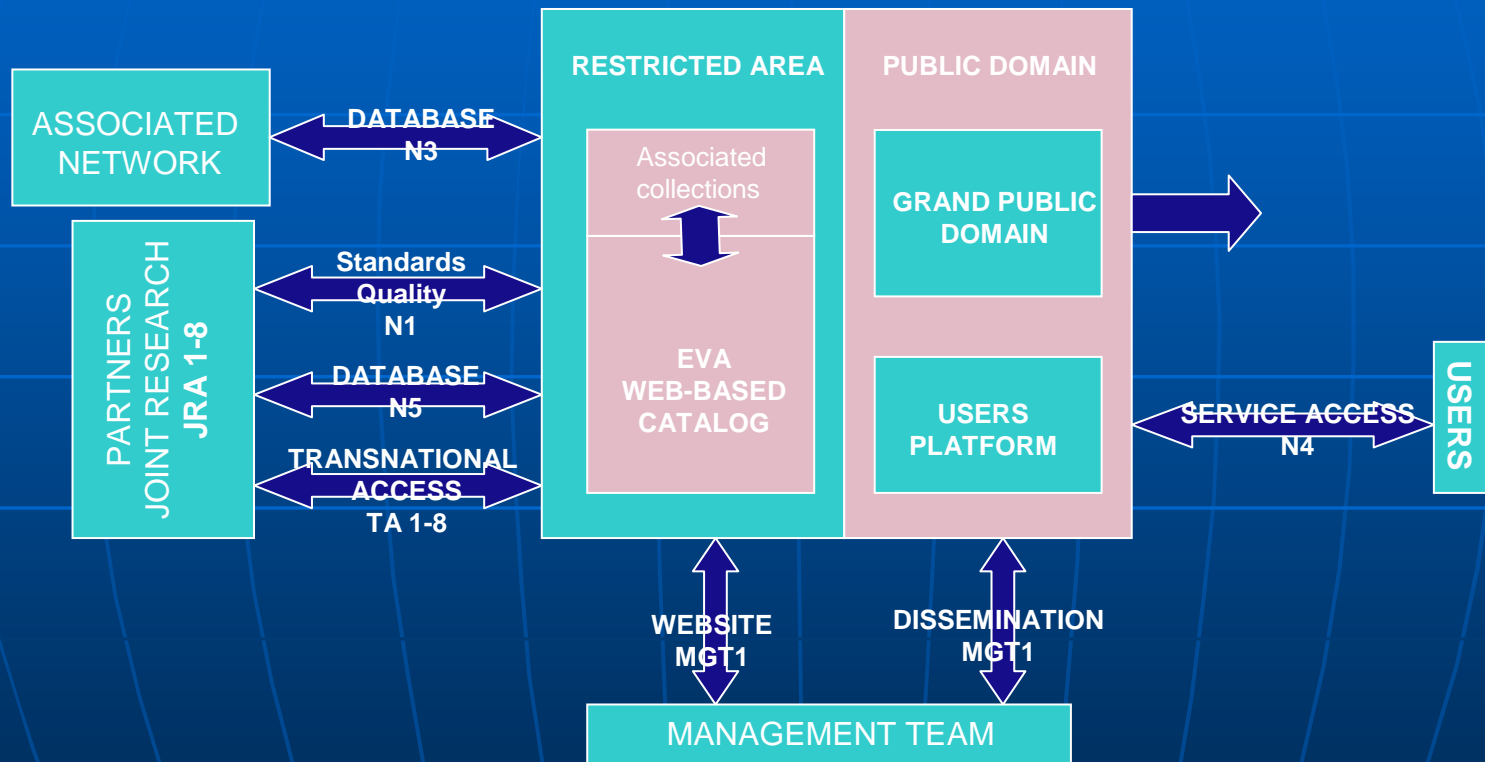 RESTRICTED AREA
PUBLIC DOMAIN
ASSOCIATED
NETWORK
DATABASE
N3
Associated
collections
GRAND PUBLIC
DOMAIN
PARTNERS
JOINT RESEARCH
JRA 1-8
Standards
Quality
N1
DATABASE
N5
TRANSNATIONAL
ACCESS
TA 1-8
EVA
WEB-BASED
CATALOG
USERS
PLATFORM
SERVICE ACCESS
N4
USERS
WEBSITE
MGT1
DISSEMINATION
MGT1
MANAGEMENT TEAM